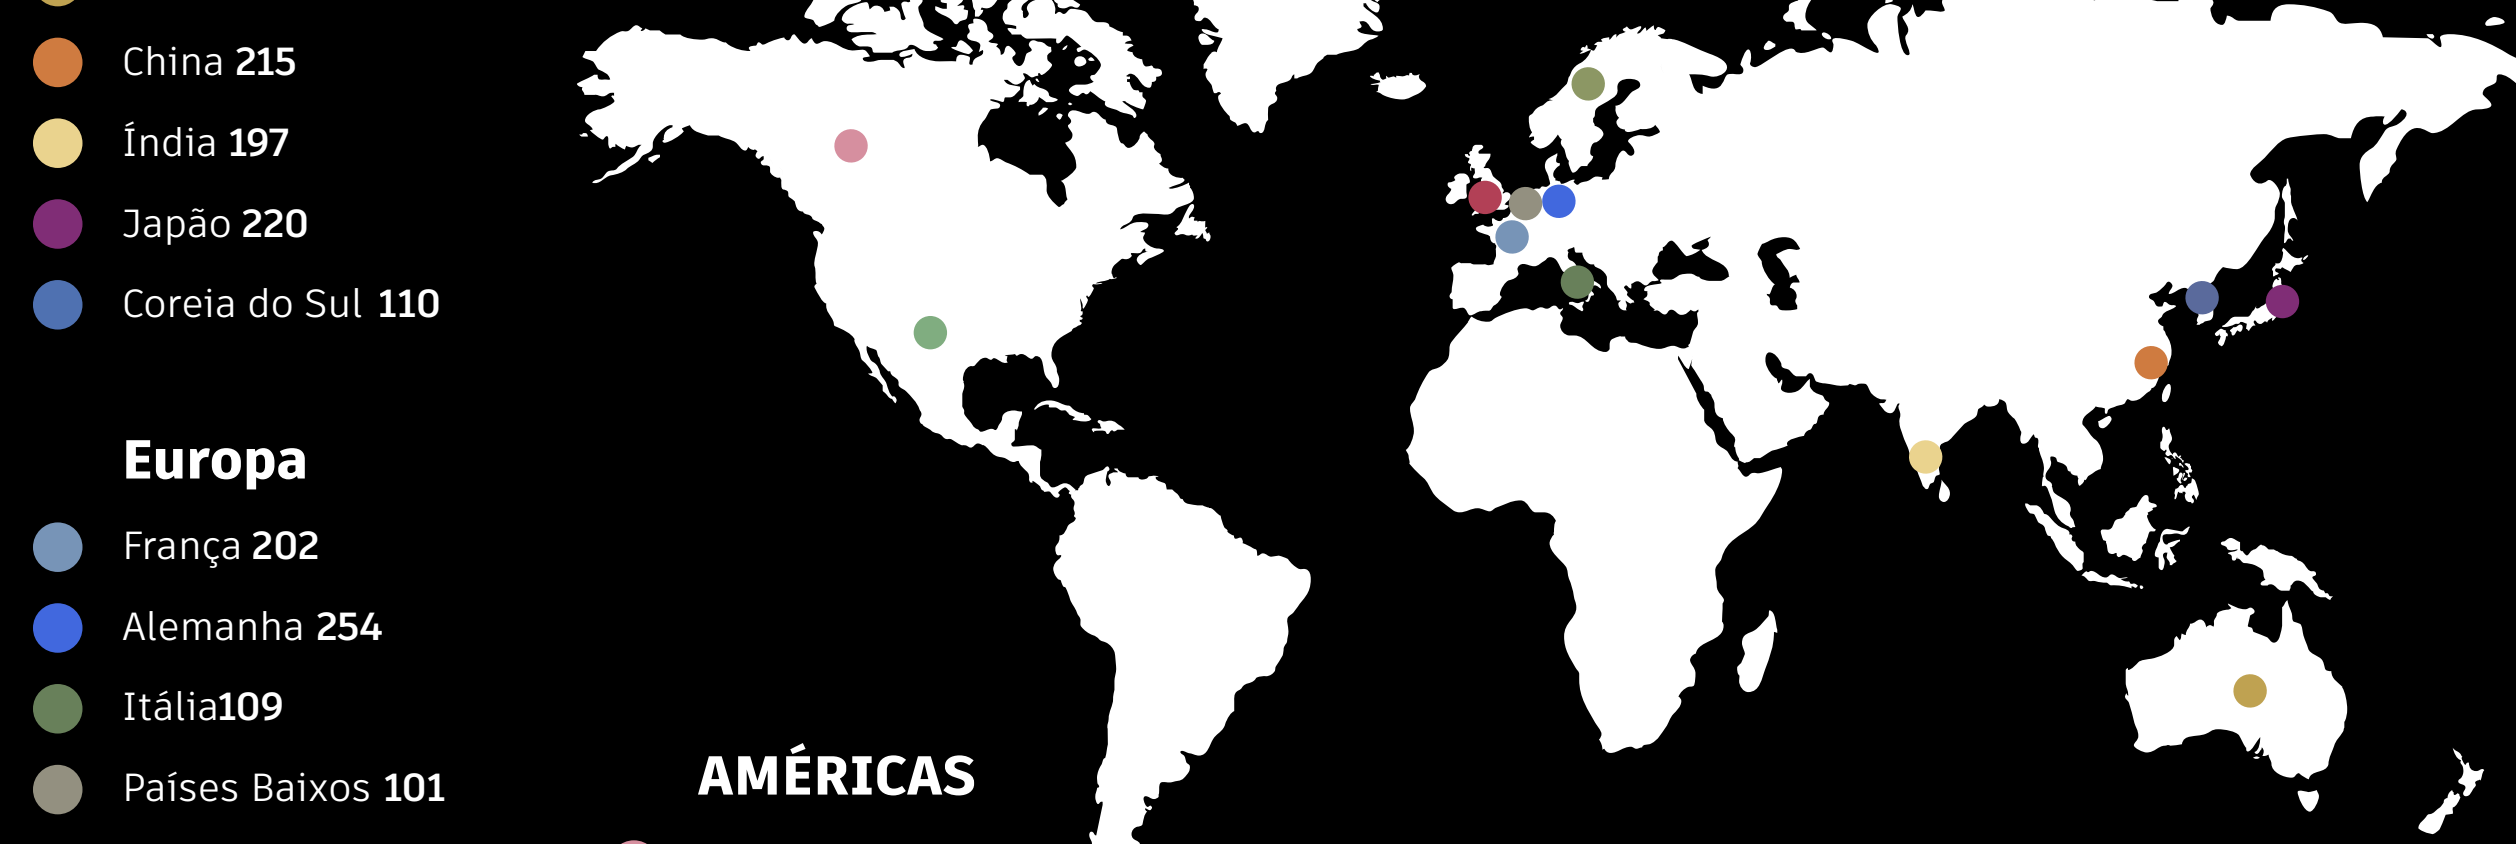 China 215
Índia 197
Japão 220
Coreia do Sul 110
Europa
França 202
Alemanha 254
Itália109
Países Baixos 101
AMÉRICAS